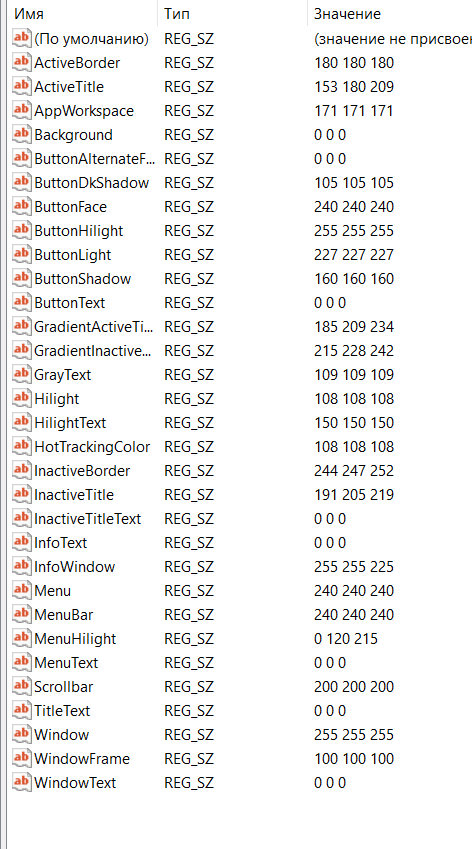 Имя Тип Значение
(По умолчанию) REG_SZ (значение не присвоен
ActiveBorder REG_SZ 180 180 180
ActiveTitle REG_SZ 153 180 209
AppWorkspace REG_SZ 171 171 171
Background REG_SZ 0 0 0
ButtonAlternateF... REG_SZ 0 0 0
ButtonDkShadow REG_SZ 105 105 105
ButtonFace REG_SZ 240 240 240
ButtonHilight REG_SZ 255 255 255
ButtonLight REG_SZ 227 227 227
ButtonShadow REG_SZ 160 160 160
ButtonText REG_SZ 0 0 0
GradientActiveTi... REG_SZ 185 209 234
GradientInactive... REG_SZ 215 228 242
GrayText REG_SZ 109 109 109
Hilight REG_SZ 108 108 108
HilightText REG_SZ 150 150 150
HotTrackingColor REG_SZ 108 108 108
InactiveBorder REG_SZ 244 247 252
InactiveTitle REG_SZ 191 205 219
InactiveTitleText REG_SZ 0 0 0
InfoText REG_SZ 0 0 0
InfoWindow REG_SZ 255 255 225
Menu REG_SZ 240 240 240
MenuBar REG_SZ 240 240 240
MenuHilight REG_SZ 0 120 215
MenuText REG_SZ 0 0 0
Scrollbar REG_SZ 200 200 200
TitleText REG_SZ 0 0 0
Window REG_SZ 255 255 255
WindowFrame REG_SZ 100 100 100
WindowText REG_SZ 0 0 0